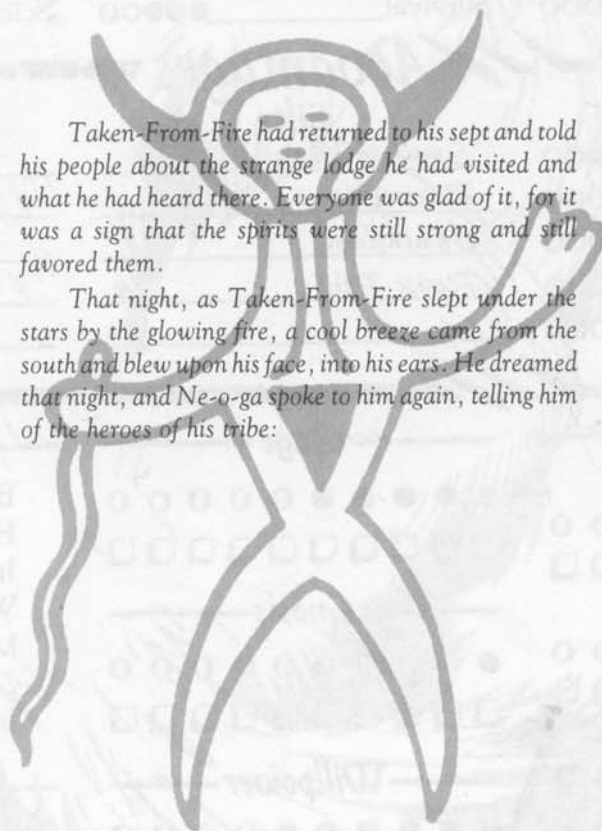 Taken-From-Fire had returned to his sept and told
his people about the strange lodge he had visited and
what he had heard there. Everyone was glad of it, for it
was a sign that the spirits were still strong and still
favored them.
That night, as Taken-From-Fire slept under the
stars by the glowing fire, a cool breeze came from the
south and blew upon his face, into his ears. He dreamed
that night, and Ne-o-ga spoke to him again, telling him
of the heroes of his tribe:
Willpower